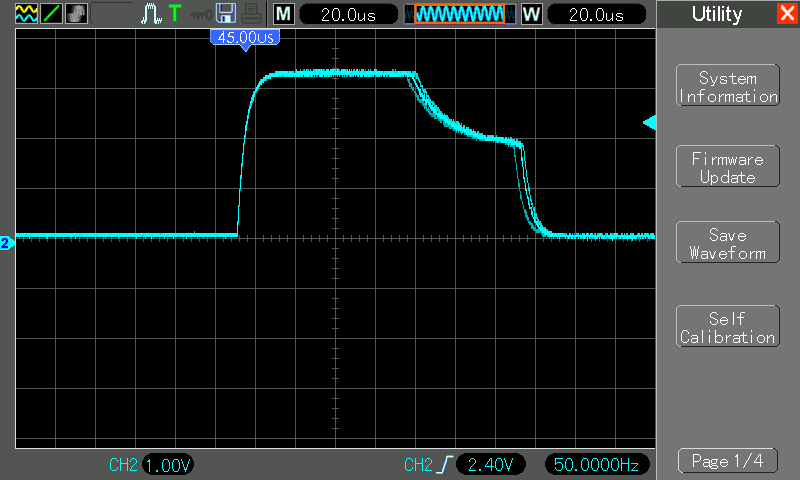 T M 20.0us W 20.0us Utility
45.00us
System
Information
Firmware
Update
2
Save
Waveform
Self
Calibration
CH2 1.00V CH2 2.40V 50.0000Hz Page 1/4